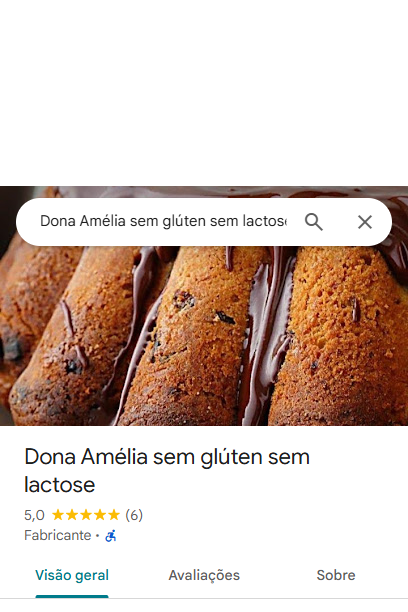 Dona Amélia sem glúten sem lactose
Dona Amélia sem glúten sem
lactose
5,0 (6)
Fabricante ·
Visão geral Avaliações Sobre